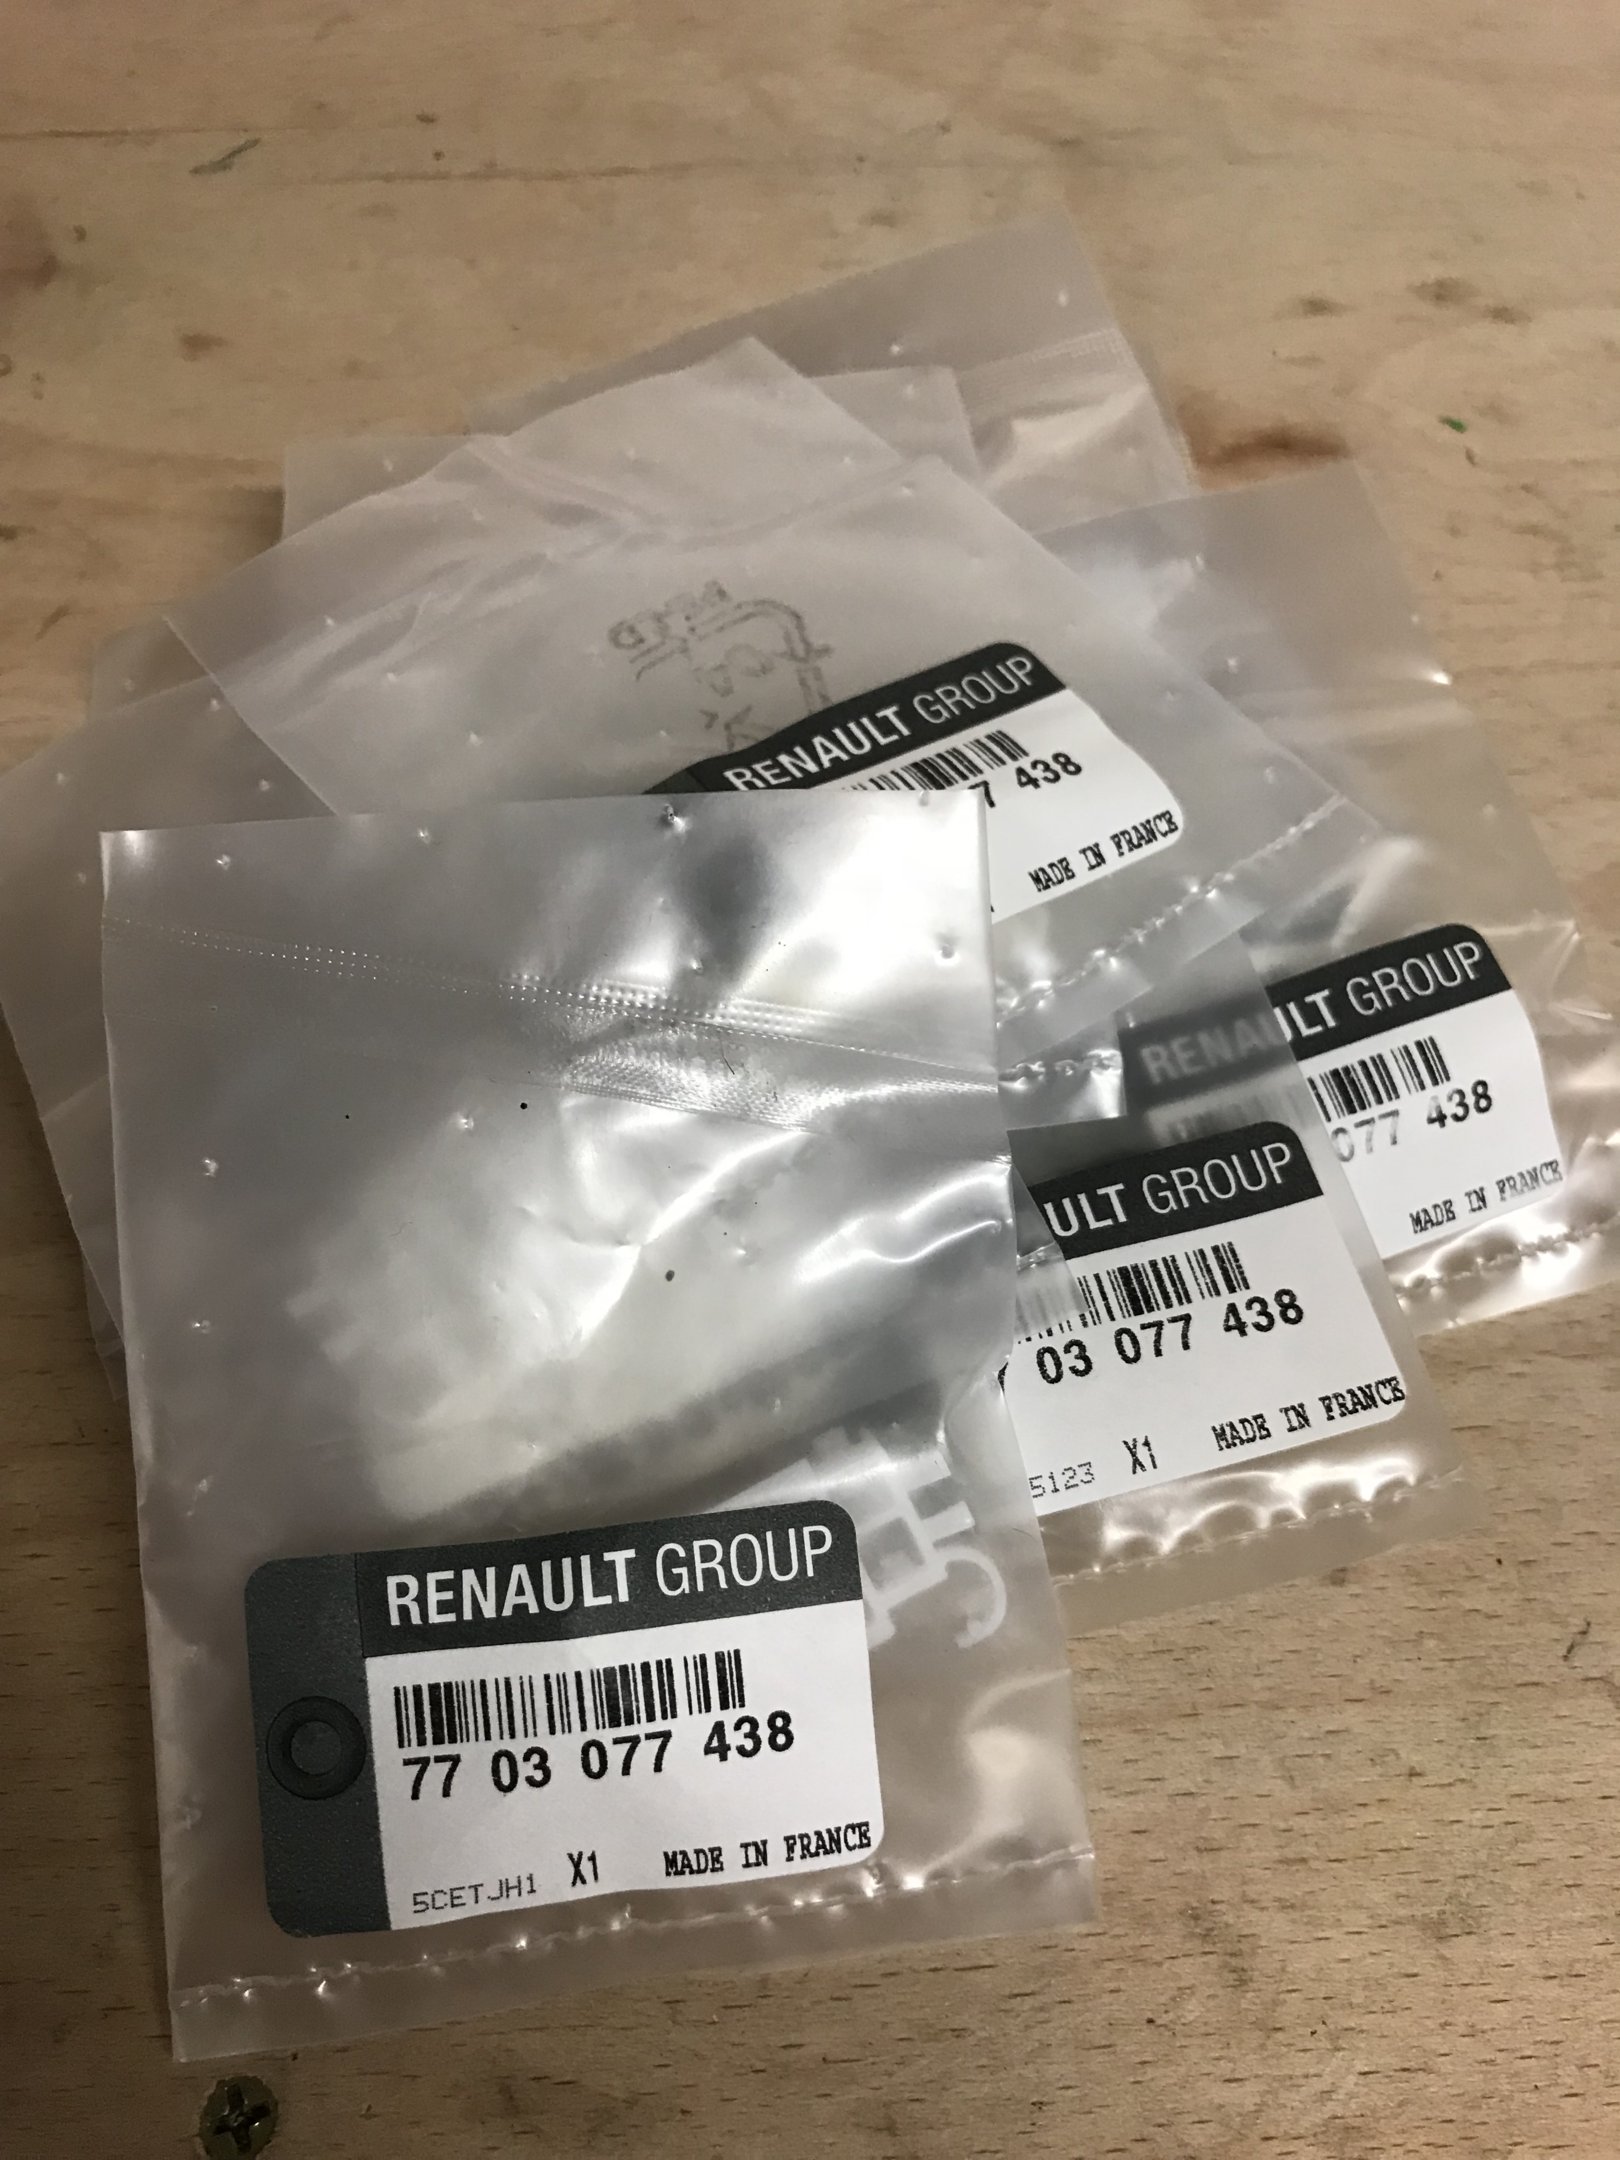 RENAULT GROUP
7 438
MADE IN FRANCE
RENAULT GROUP
077 438
MADE IN FRANCE
ULT GROUP
03 077 438
5123 X1 MADE IN FRANCE
RENAULT GROUP
77 03 077 438
5CETJH1 X1 MADE IN FRANCE